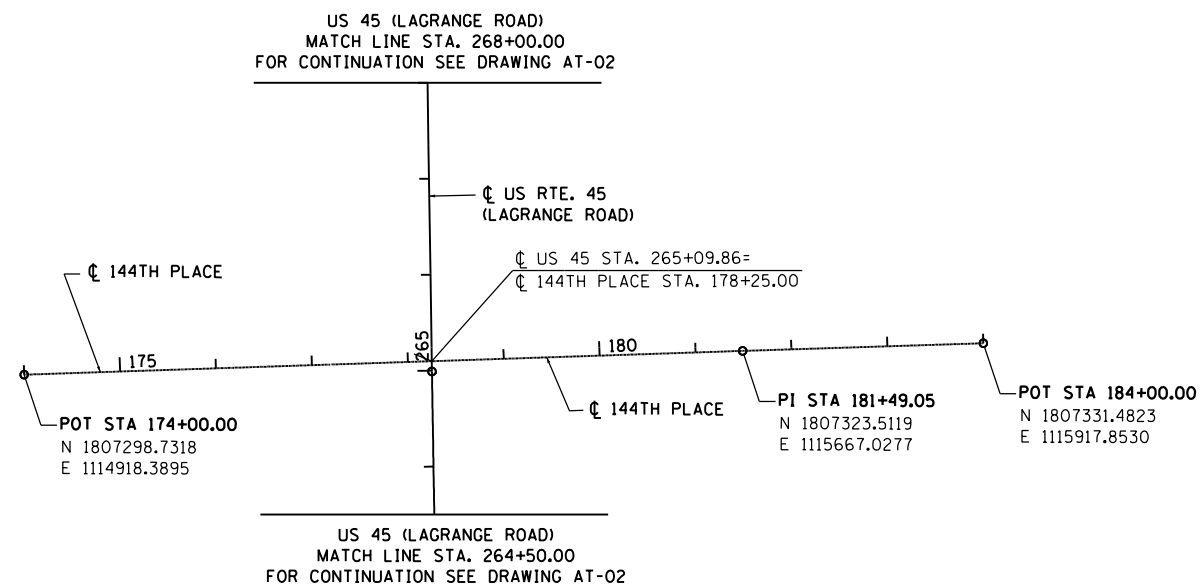 US 45 (LAGRANGE ROAD)
MATCH LINE STA. 268+00.00
FOR CONTINUATION SEE DRAWING AT-02
℄ US RTE. 45
(LAGRANGE ROAD)
℄ US 45 STA. 265+09.86=
℄ 144TH PLACE STA. 178+25.00
℄ 144TH PLACE
175
265
180
℄ 144TH PLACE
POT STA 174+00.00
N 1807298.7318
E 1114918.3895
PI STA 181+49.05
N 1807323.5119
E 1115667.0277
POT STA 184+00.00
N 1807331.4823
E 1115917.8530
US 45 (LAGRANGE ROAD)
MATCH LINE STA. 264+50.00
FOR CONTINUATION SEE DRAWING AT-02